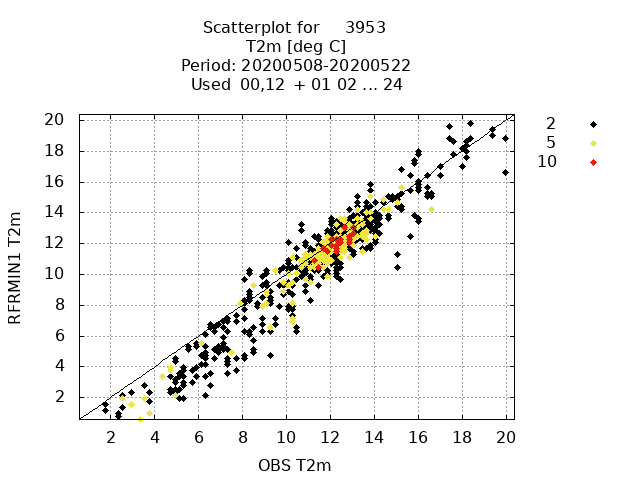 Scatterplot for 3953
T2m [deg C]
Period: 20200508-20200522
Used 00,12 + 01 02 ... 24
RFRMIN1 T2m
20
18
16
14
12
10
8
6
4
2
2 4 6 8 10 12 14 16 18 20
OBS T2m
2
5
10